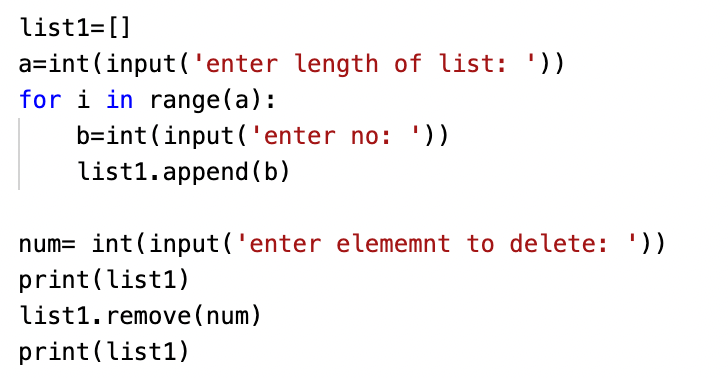 list1=[]
a=int(input('enter length of list: '))
for i in range(a):
    b=int(input('enter no: '))
    list1.append(b)

num= int(input('enter elememnt to delete: '))
print(list1)
list1.remove(num)
print(list1)